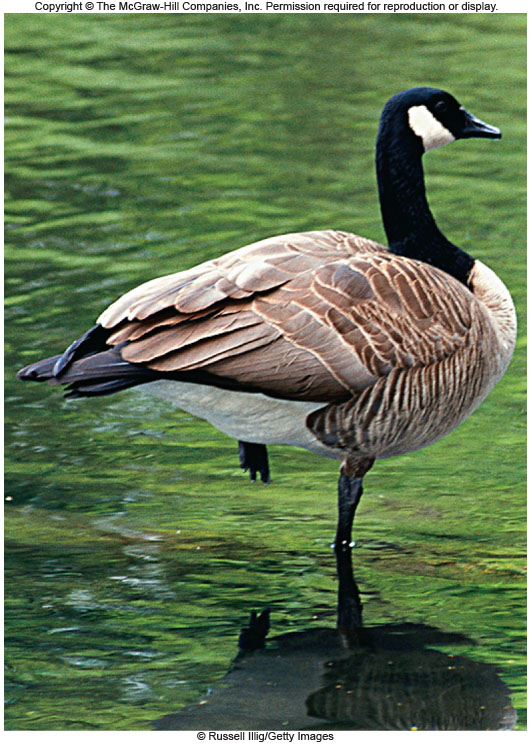 Copyright © The McGraw-Hill Companies, Inc. Permission required for reproduction or display.
© Russell Illig/Getty Images